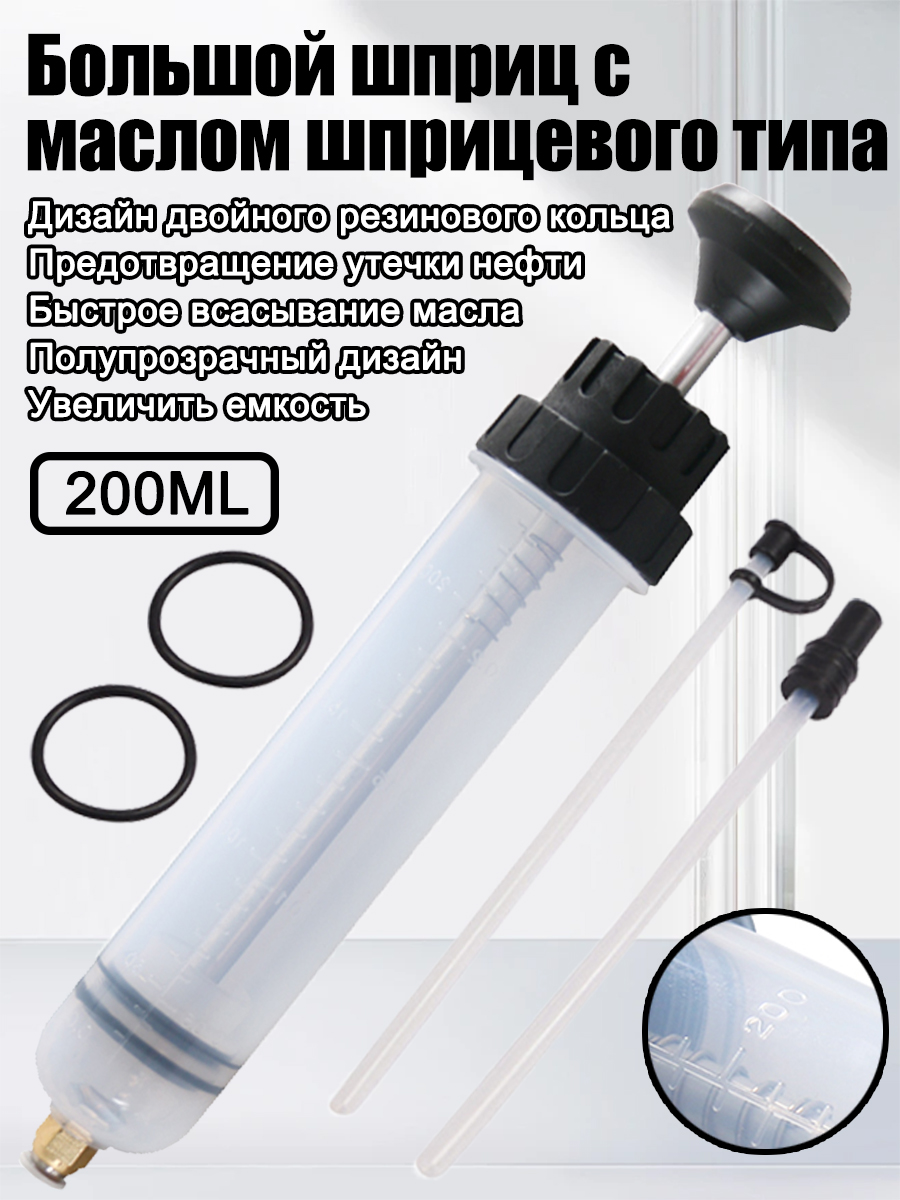 Большой шприц с
маслом шприцевого типа
Дизайн двойного резинового кольца
Предотвращение утечки нефти
Быстрое всасывание масла
Полупрозрачный дизайн
Увеличить емкость
200ML
200